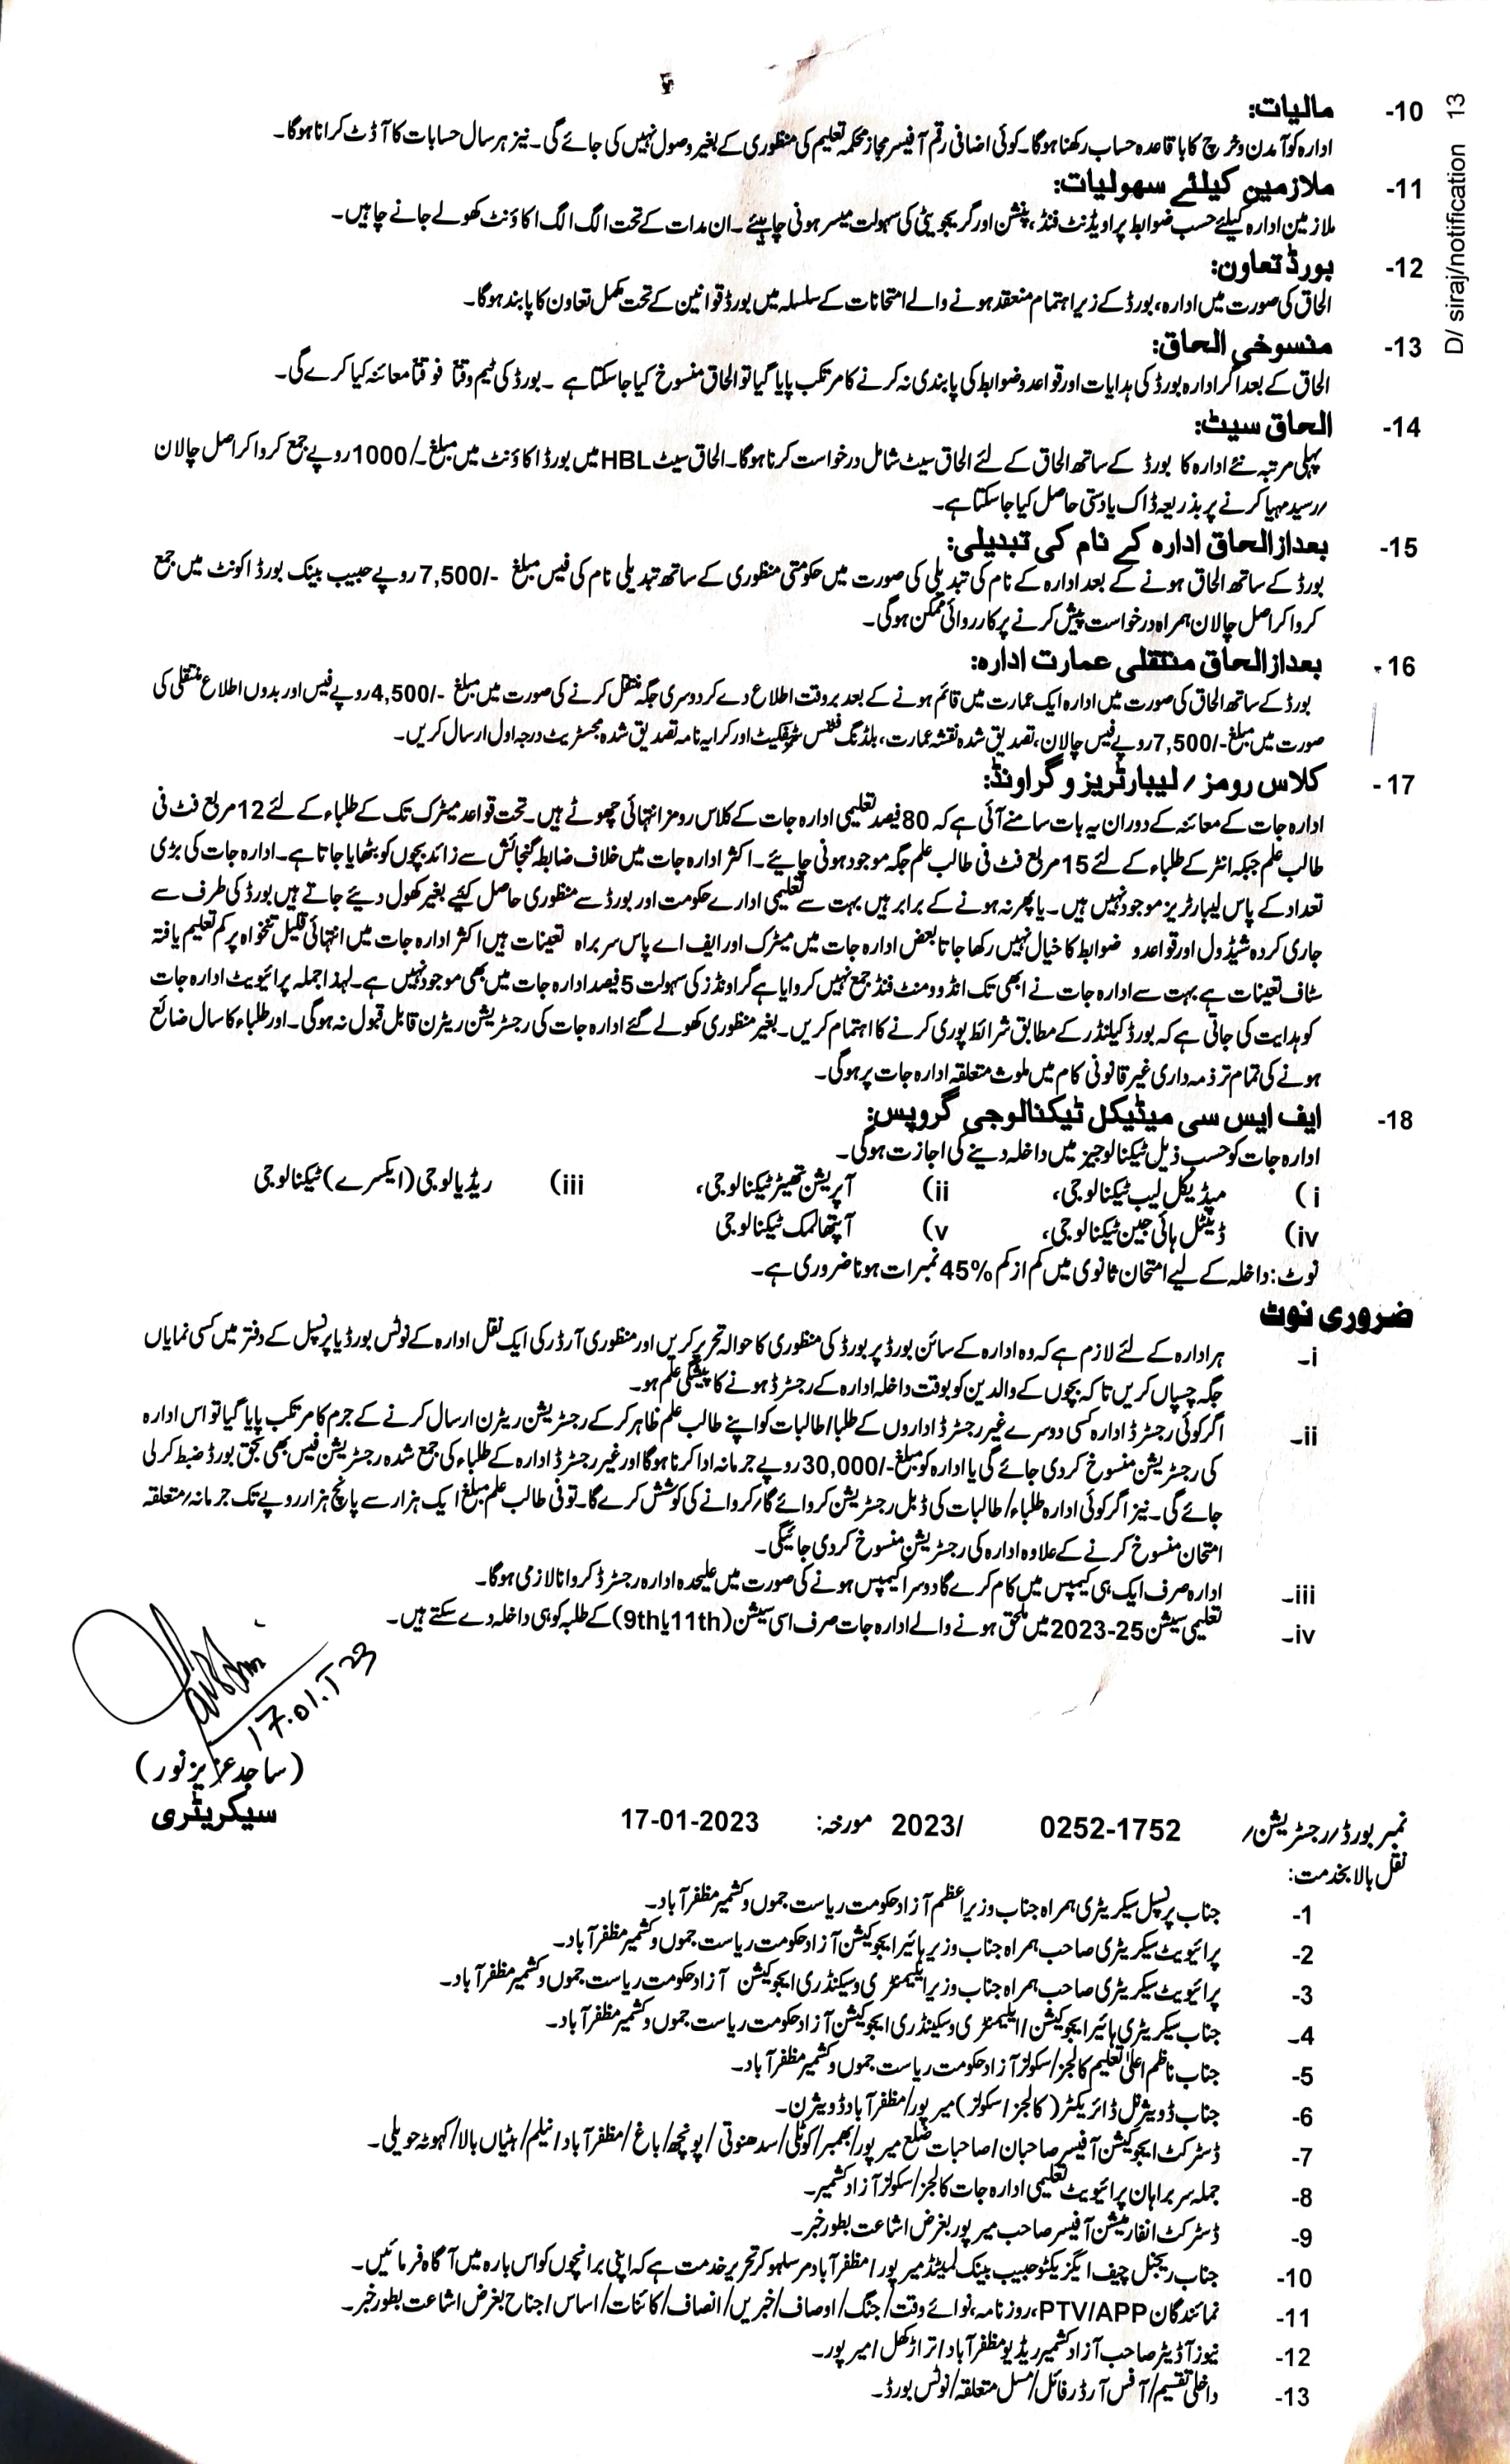 D/ siraj/notification 13
10- مالیات:
ادارہ کو آمدن و خرچ کا باقاعدہ حساب رکھنا ہوگا۔ کوئی اضافی رقم آفیسر مجاز محکمہ تعلیم کی منظوری کے بغیر وصول نہیں کی جائے گی۔ نیز ہر سال حسابات کا آڈٹ کرانا ہوگا۔
11- ملازمین کیلئے سہولیات:
ملازمین ادارہ کیلئے حسب ضوابط پراویڈنٹ فنڈ، پنشن اور گریجویٹی کی سہولت میسر ہونی چاہیئے۔ ان مدات کے تحت الگ الگ اکاؤنٹ کھولے جانے چاہیں۔
12- بورڈ تعاون:
الحاق کی صورت میں ادارہ، بورڈ کے زیر اہتمام منعقد ہونے والے امتحانات کے سلسلہ میں بورڈ قوانین کے تحت مکمل تعاون کا پابند ہوگا۔
13- منسوخی الحاق:
الحاق کے بعد اگر ادارہ بورڈ کی ہدایات اور قواعد و ضوابط کی پابندی نہ کرنے کا مرتکب پایا گیا تو الحاق منسوخ کیا جا سکتا ہے۔ بورڈ کی ٹیم وقتاً فوقتاً معائنہ کیا کرے گی۔
14- الحاق سیٹ:
پہلی مرتبہ نئے ادارہ کا بورڈ کے ساتھ الحاق کے لئے الحاق سیٹ شامل درخواست کرنا ہوگا۔ الحاق سیٹ HBL میں بورڈ اکاؤنٹ میں مبلغ 1000/- روپے جمع کروا کر اصل چالان
/رسید مہیا کرنے پر بذریعہ ڈاک یا دستی حاصل کیا جا سکتا ہے۔
15- بعد از الحاق ادارہ کے نام کی تبدیلی:
بورڈ کے ساتھ الحاق ہونے کے بعد ادارہ کے نام کی تبدیلی کی صورت میں حکومتی منظوری کے ساتھ تبدیلی نام کی فیس مبلغ 7,500/- روپے حبیب بینک بورڈ اکونٹ میں جمع
کروا کر اصل چالان ہمراہ درخواست پیش کرنے پر کارروائی ممکن ہوگی۔
16- بعد از الحاق منتقلی عمارت ادارہ:
بورڈ کے ساتھ الحاق کی صورت میں ادارہ ایک عمارت میں قائم ہونے کے بعد بروقت اطلاع دے کر دوسری جگہ منتقل کرنے کی صورت میں مبلغ 4,500/- روپے فیس اور بدوں اطلاع منتقلی کی
صورت میں مبلغ 7,500/- روپے فیس چالان، تصدیق شدہ نقشہ عمارت، بلڈنگ فٹنس سرٹیفکیٹ اور کرایہ نامہ تصدیق شدہ مجسٹریٹ درجہ اول ارسال کریں۔
17- کلاس رومز / لیبارٹریز و گراونڈ:
ادارہ جات کے معائنہ کے دوران یہ بات سامنے آئی ہے کہ 80 فیصد تعلیمی ادارہ جات کے کلاس رومز انتہائی چھوٹے ہیں۔ تحت قواعد میٹرک تک کے طلباء کے لئے 12 مربع فٹ فی
طالب علم جبکہ انٹر کے طلباء کے لئے 15 مربع فٹ فی طالب علم جگہ موجود ہونی چاہیے۔ اکثر ادارہ جات میں خلاف ضابطہ گنجائش سے زائد بچوں کو بٹھایا جاتا ہے۔ ادارہ جات کی بڑی
تعداد کے پاس لیبارٹریز موجود نہیں ہیں۔ یا پھر نہ ہونے کے برابر ہیں بہت سے تعلیمی ادارے حکومت اور بورڈ سے منظوری حاصل کیئے بغیر کھول دیئے جاتے ہیں بورڈ کی طرف سے
جاری کردہ شیڈول اور قواعد و ضوابط کا خیال نہیں رکھا جاتا بعض ادارہ جات میں میٹرک اور ایف اے پاس سربراہ تعینات ہیں اکثر ادارہ جات میں انتہائی قلیل تنخواہ پر کم تعلیم یافتہ
سٹاف تعینات ہے بہت سے ادارہ جات نے ابھی تک انڈوومنٹ فنڈ جمع نہیں کروایا ہے گراونڈز کی سہولت 5 فیصد ادارہ جات میں بھی موجود نہیں ہے۔ لہذا جملہ پرائیویٹ ادارہ جات
کو ہدایت کی جاتی ہے کہ بورڈ کیلنڈر کے مطابق شرائط پوری کرنے کا اہتمام کریں۔ بغیر منظوری کھولے گئے ادارہ جات کی رجسٹریشن ریٹرن قابل قبول نہ ہوگی۔ اور طلباء کا سال ضائع
ہونے کی تمام تر ذمہ داری غیر قانونی کام میں ملوث متعلقہ ادارہ جات پر ہوگی۔
18- ایف ایس سی میڈیکل ٹیکنالوجی گروپس:
ادارہ جات کو حسب ذیل ٹیکنالوجیز میں داخلہ دینے کی اجازت ہوگی۔
i) میڈیکل لیب ٹیکنالوجی، ii) آپریشن تھیٹر ٹیکنالوجی، iii) ریڈیالوجی (ایکسرے) ٹیکنالوجی
iv) ڈینٹل ہائی جین ٹیکنالوجی، v) آپتھالمک ٹیکنالوجی
نوٹ: داخلہ کے لیے امتحان ثانوی میں کم از کم 45% نمبرات ہونا ضروری ہے۔
ضروری نوٹ
i۔ ہر ادارہ کے لئے لازم ہے کہ وہ ادارہ کے سائن بورڈ پر بورڈ کی منظوری کا حوالہ تحریر کریں اور منظوری آرڈر کی ایک نقل ادارہ کے نوٹس بورڈ یا پرنسپل کے دفتر میں کسی نمایاں
جگہ چسپاں کریں تاکہ بچوں کے والدین کو بوقت داخلہ ادارہ کے رجسٹرڈ ہونے کا پیشگی علم ہو۔
ii۔ اگر کوئی رجسٹرڈ ادارہ کسی دوسرے غیر رجسٹرڈ اداروں کے طلبا/طالبات کو اپنے طالب علم ظاہر کر کے رجسٹریشن ریٹرن ارسال کرنے کے جرم کا مرتکب پایا گیا تو اس ادارہ
کی رجسٹریشن منسوخ کردی جائے گی یا ادارہ کو مبلغ 30,000/- روپے جرمانہ ادا کرنا ہوگا اور غیر رجسٹرڈ ادارہ کے طلباء کی جمع شدہ رجسٹریشن فیس بھی بحق بورڈ ضبط کر لی
جائے گی۔ نیز اگر کوئی ادارہ طلباء/طالبات کی ڈبل رجسٹریشن کروائے گا/کروانے کی کوشش کرے گا۔ تو فی طالب علم مبلغ ایک ہزار سے پانچ ہزار روپے تک جرمانہ/متعلقہ
امتحان منسوخ کرنے کے علاوہ ادارہ کی رجسٹریشن منسوخ کردی جائیگی۔
iii۔ ادارہ صرف ایک ہی کیمپس میں کام کرے گا دوسرا کیمپس ہونے کی صورت میں علیحدہ ادارہ رجسٹرڈ کروانا لازمی ہوگا۔
iv۔ تعلیمی سیشن 2023-25 میں ملحق ہونے والے ادارہ جات صرف اسی سیشن (9th یا 11th) کے طلبہ کو ہی داخلہ دے سکتے ہیں۔
17.01.23
(ساجد عزیز نور)
سیکریٹری
نمبر بورڈ/رجسٹریشن/ 0252-1752 /2023 مورخہ: 17-01-2023
نقل بالا بخدمت:
1- جناب پرنسپل سیکریٹری ہمراہ جناب وزیراعظم آزاد حکومت ریاست جموں و کشمیر مظفرآباد۔
2- پرائیویٹ سیکریٹری صاحب ہمراہ جناب وزیر ہائیر ایجوکیشن آزاد حکومت ریاست جموں و کشمیر مظفرآباد۔
3- پرائیویٹ سیکریٹری صاحب ہمراہ جناب وزیر ایلیمنٹری و سیکنڈری ایجوکیشن آزاد حکومت ریاست جموں و کشمیر مظفرآباد۔
4۔ جناب سیکریٹری ہائیر ایجوکیشن/ایلیمنٹری و سکینڈری ایجوکیشن آزاد حکومت ریاست جموں و کشمیر مظفرآباد۔
5- جناب ناظم اعلیٰ تعلیم کالجز/سکولز آزاد حکومت ریاست جموں و کشمیر مظفرآباد۔
6- جناب ڈویژنل ڈائریکٹر (کالجز/سکولز) میرپور/مظفرآباد ڈویژن۔
7- ڈسٹرکٹ ایجوکیشن آفیسر صاحبان/صاحبات ضلع میرپور/بھمبر/کوٹلی/سدھنوتی/پونچھ/باغ/مظفرآباد/نیلم/ہٹیاں بالا/کہوٹہ حویلی۔
8- جملہ سربراہان پرائیویٹ تعلیمی ادارہ جات کالجز/سکولز آزاد کشمیر۔
9- ڈسٹرکٹ انفارمیشن آفیسر صاحب میرپور بغرض اشاعت بطور خبر۔
10- جناب ریجنل چیف ایگزیکٹو حبیب بینک لمیٹڈ میرپور/مظفرآباد مرسلہ ہو کر تحریر خدمت ہے کہ اپنی برانچوں کو اس بارہ میں آگاہ فرمائیں۔
11- نمائندگان PTV/APP، روزنامہ، نوائے وقت/جنگ/اوصاف/خبریں/انصاف/کائنات/اساس/جناح بغرض اشاعت بطور خبر۔
12- نیوز آڈیٹر صاحب آزاد کشمیر ریڈیو مظفرآباد/تراڑکھل/میرپور۔
13- داخلی تقسیم/آفس آرڈر فائل/مسل متعلقہ/نوٹس بورڈ۔